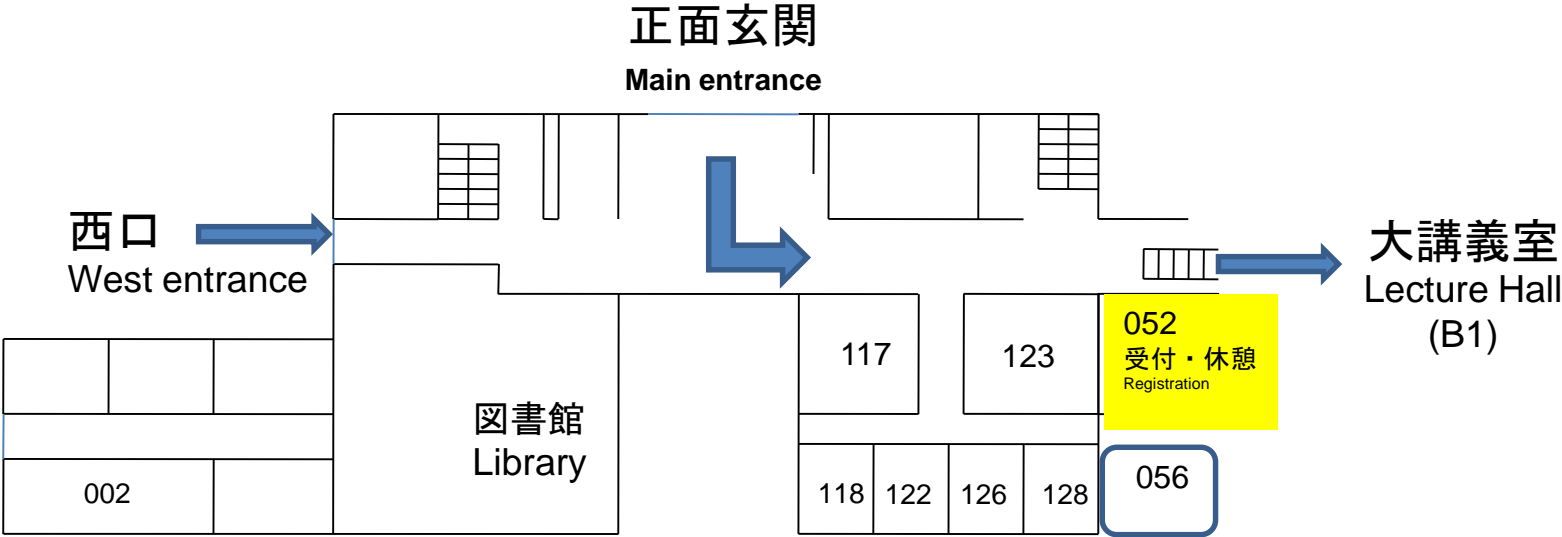 正面玄関
Main entrance
西口
West entrance
大講義室
Lecture Hall
(B1)
052
受付・休憩
Registration
117
123
図書館
Library
002
118
122
126
128
056